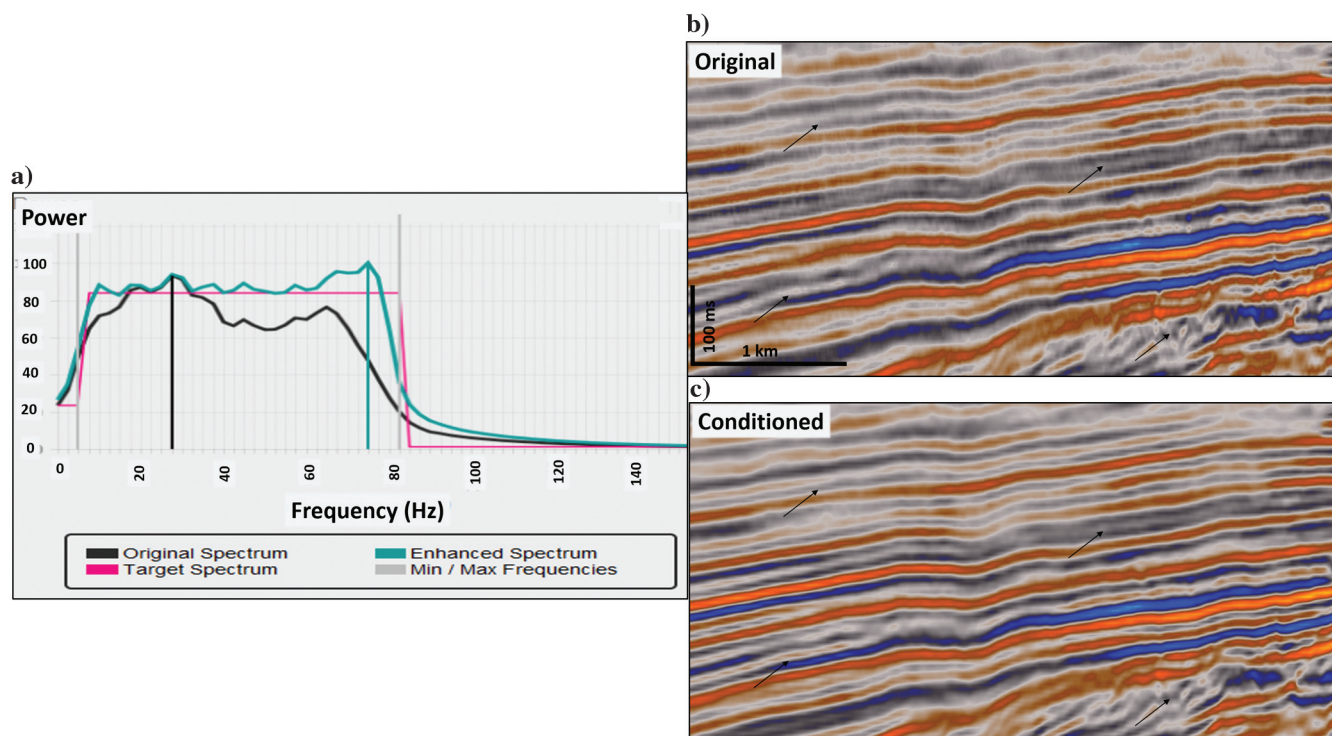 a)
Power
100
80
60
40
20
0
0
20
40
60
80
100
120
140
Frequency (Hz)
Original Spectrum
Enhanced Spectrum
Target Spectrum
Min / Max Frequencies
b)
Original
100 ms
1 km
c)
Conditioned